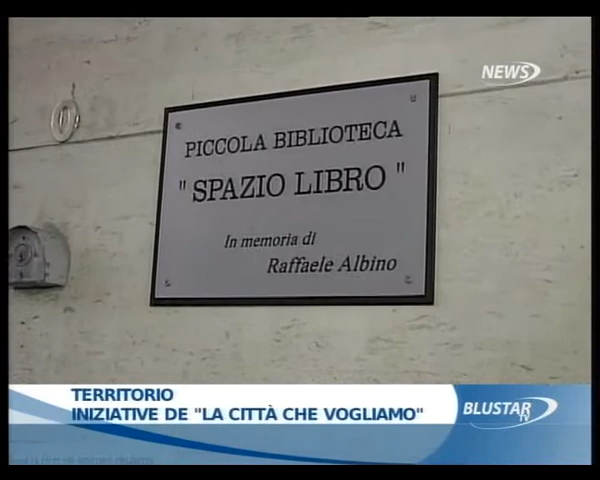 NEWS
PICCOLA BIBLIOTECA
" SPAZIO LIBRO "
In memoria di
Raffaele Albino
TERRITORIO
INIZIATIVE DE "LA CITTÀ CHE VOGLIAMO"
BLUSTAR
TV